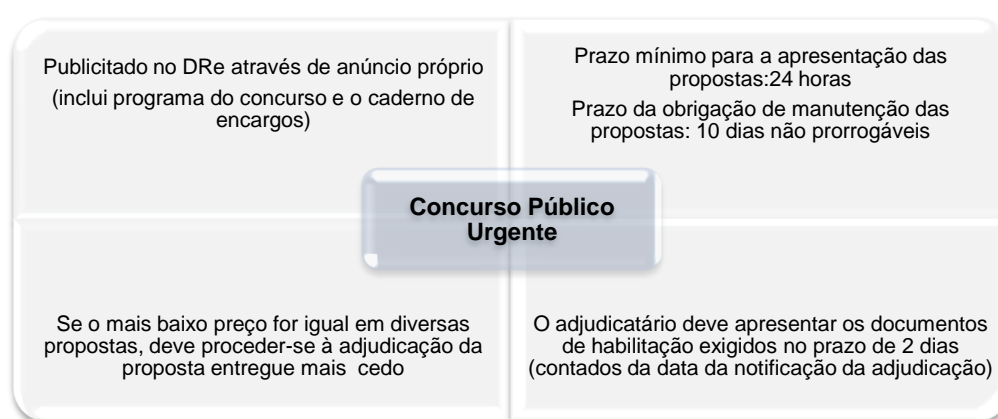 Publicitado no DRe através de anúncio próprio
(inclui programa do concurso e o caderno de
encargos)
Prazo mínimo para a apresentação das
propostas:24 horas
Prazo da obrigação de manutenção das
propostas: 10 dias não prorrogáveis
Concurso Público
Urgente
Se o mais baixo preço for igual em diversas
propostas, deve proceder-se à adjudicação da
proposta entregue mais cedo
O adjudicatário deve apresentar os documentos
de habilitação exigidos no prazo de 2 dias
(contados da data da notificação da adjudicação)